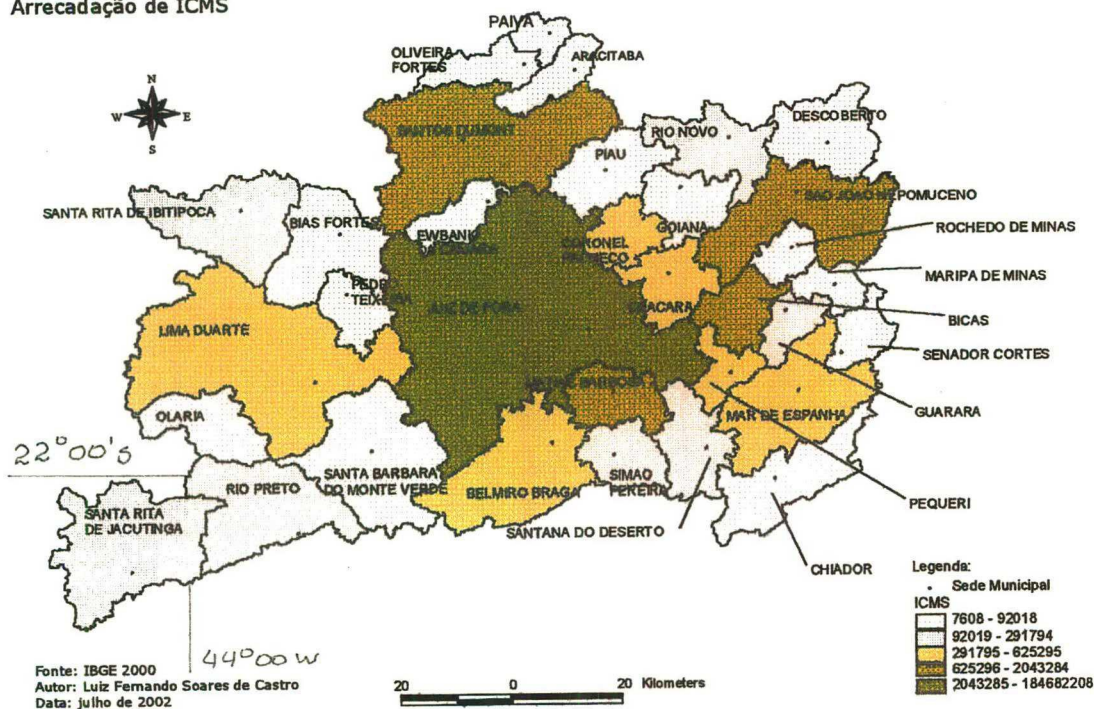 Arrecadação de ICMS
PAIVA
OLIVEIRA
FORTES
ARACITABA
N
W
E
S
SANTOS DUMONT
RIO NOVO
DESCOBERTO
PIAU
SANTA RITA DE IBITIPOCA
BIAS FORTES
SAO JOAO NEPOMUCENO
EWBANK
GOIANA
CORONEL
PACHECO
ROCHEDO DE MINAS
MARIPA DE MINAS
PEDRO
TEIXEIRA
JUIZ DE FORA
CHACARA
BICAS
LIMA DUARTE
SENADOR CORTES
MATIAS BARBOSA
GUARARA
MAR DE ESPANHA
OLARIA
22°00's
SANTA BARBARA
DO MONTE VERDE
RIO PRETO
BELMIRO BRAGA
SIMAO
PEREIRA
PEQUERI
SANTA RITA
DE JACUTINGA
SANTANA DO DESERTO
CHIADOR
44°00 W
Legenda:
Sede Municipal
ICMS
7608 - 92018
92019 - 291794
291795 - 625295
625296 - 2043284
2043285 - 184682208
Fonte: IBGE 2000
Autor: Luiz Fernando Soares de Castro
Data: julho de 2002
20 0 20 Kilometers